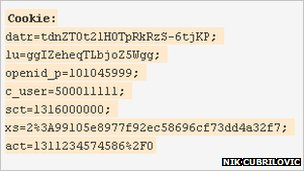 Cookie:
datr=tdnZT0t2lH0TpRkRzS-6tjKP;
lu=ggIZeheqTLbjoZ5Wgg;
openid_p=101045999;
c_user=500011111;
sct=1316000000;
xs=2%3A99105e8977f92ec58696cf73dd4a32f7;
act=1311234574586%2F0
NIK CUBRILOVIC